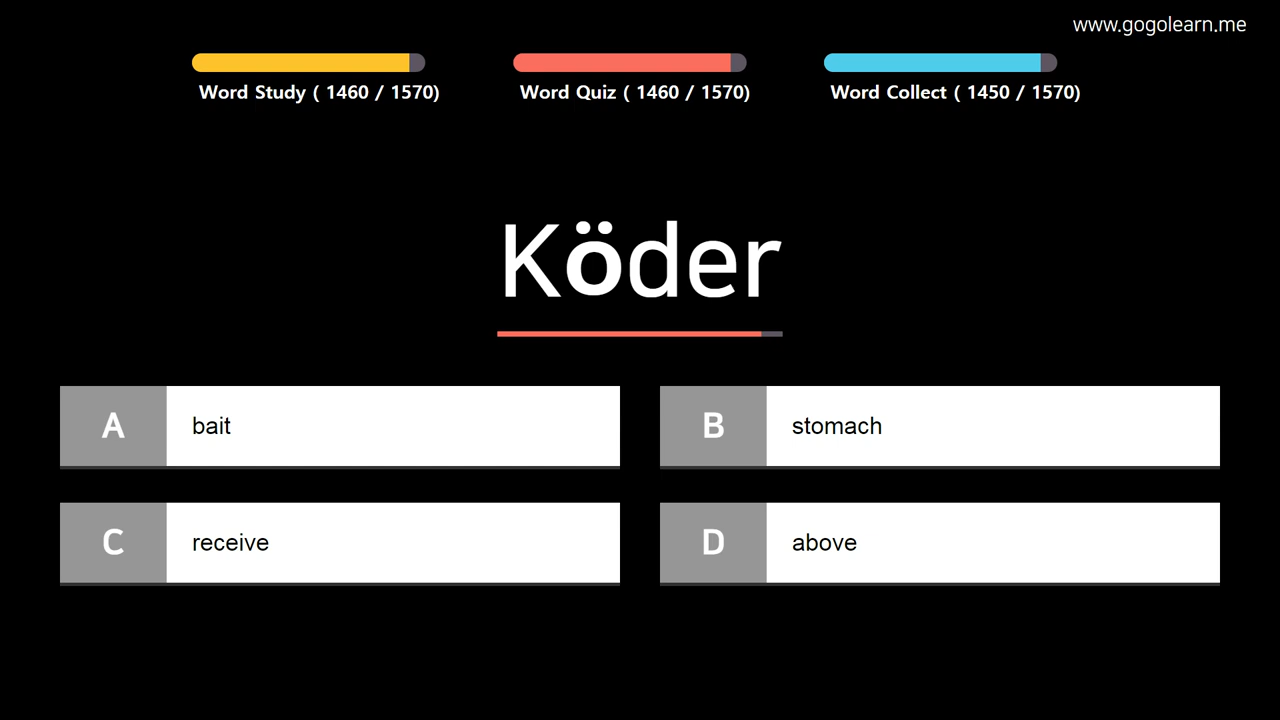 www.gogolearn.me
Word Study ( 1460 / 1570)
Word Quiz ( 1460 / 1570)
Word Collect ( 1450 / 1570)
Köder
A bait
B stomach
C receive
D above